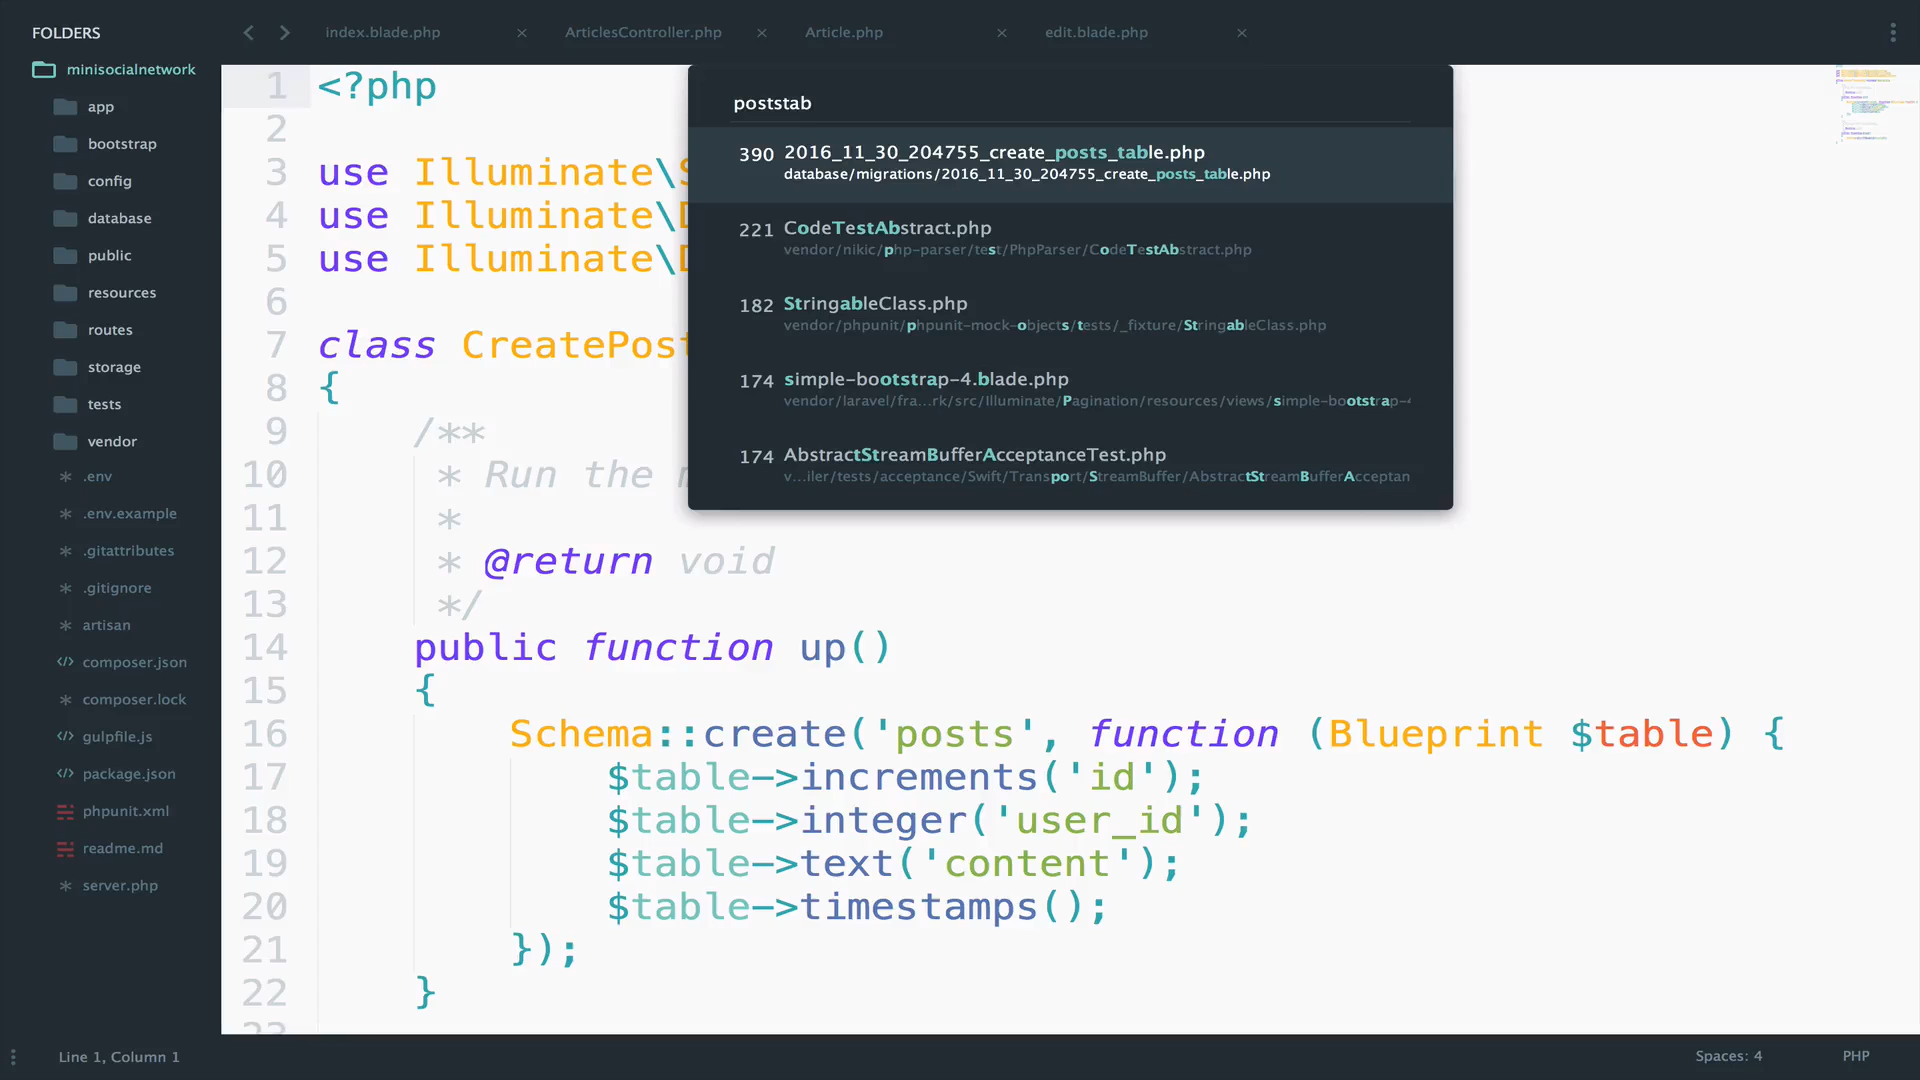 FOLDERS
minisocialnetwork
app
bootstrap
config
database
public
resources
routes
storage
tests
vendor
.env
.env.example
.gitattributes
.gitignore
artisan
composer.json
composer.lock
gulpfile.js
package.json
phpunit.xml
readme.md
server.php
index.blade.php
ArticlesController.php
Article.php
edit.blade.php
poststab
390 2016_11_30_204755_create_posts_table.php
database/migrations/2016_11_30_204755_create_posts_table.php
221 CodeTestAbstract.php
vendor/nikic/php-parser/test/PhpParser/CodeTestAbstract.php
182 StringableClass.php
vendor/phpunit/phpunit-mock-objects/tests/_fixture/StringableClass.php
174 simple-bootstrap-4.blade.php
vendor/laravel/fra...rk/src/Illuminate/Pagination/resources/views/simple-bootstrap-4
174 AbstractStreamBufferAcceptanceTest.php
v...iler/tests/acceptance/Swift/Transport/StreamBuffer/AbstractStreamBufferAcceptan
1 <?php
2
3 use Illuminate\S
4 use Illuminate\D
5 use Illuminate\D
6
7 class CreatePost
8 {
9 /**
10 * Run the m
11 *
12 * @return void
13 */
14 public function up()
15 {
16 Schema::create('posts', function (Blueprint $table) {
17 $table->increments('id');
18 $table->integer('user_id');
19 $table->text('content');
20 $table->timestamps();
21 });
22 }
23
Line 1, Column 1
Spaces: 4
PHP